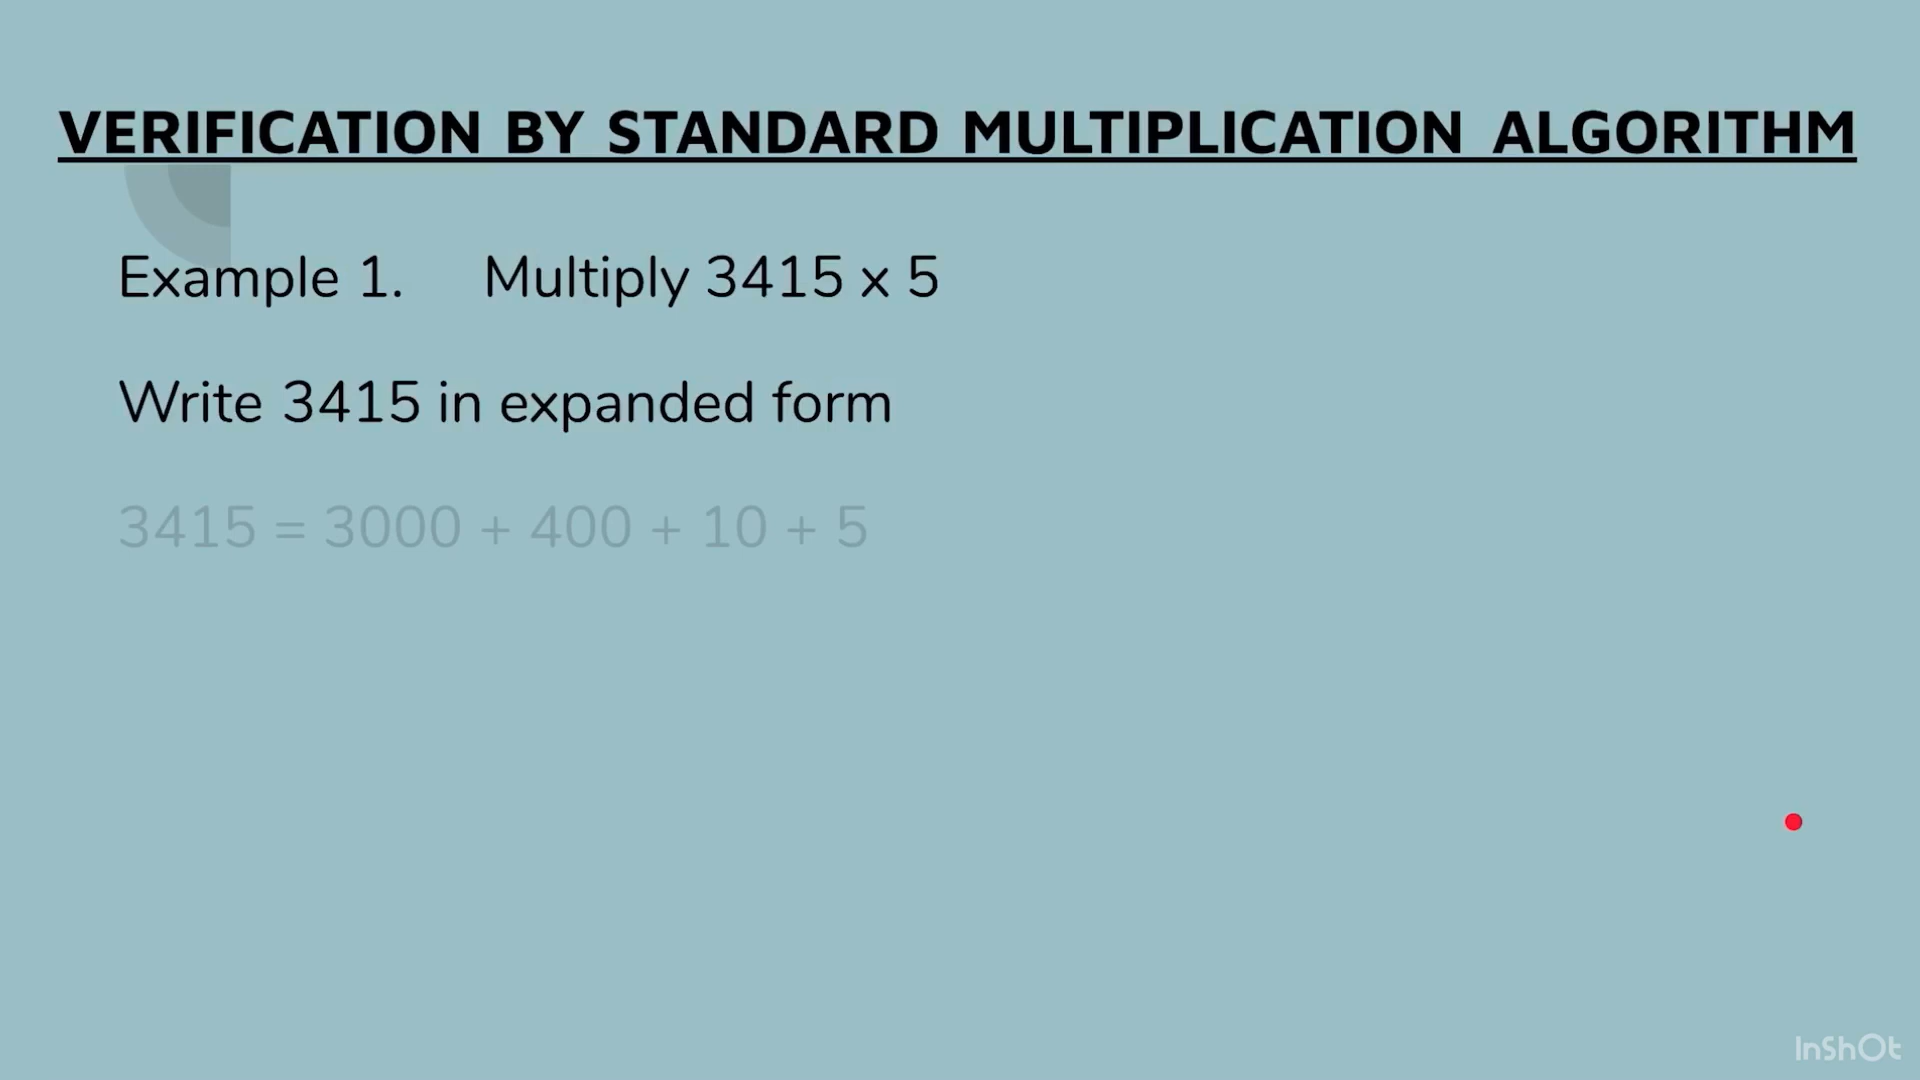 VERIFICATION BY STANDARD MULTIPLICATION ALGORITHM
Example 1. Multiply 3415 x 5
Write 3415 in expanded form
3415 = 3000 + 400 + 10 + 5
InShOt